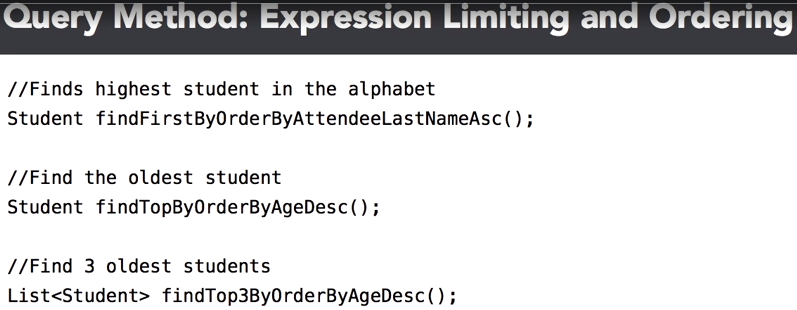 Query Method: Expression Limiting and Ordering
//Finds highest student in the alphabet
Student findFirstByOrderByAttendeeLastNameAsc();
//Find the oldest student
Student findTopByOrderByAgeDesc();
//Find 3 oldest students
List<Student> findTop3ByOrderByAgeDesc();